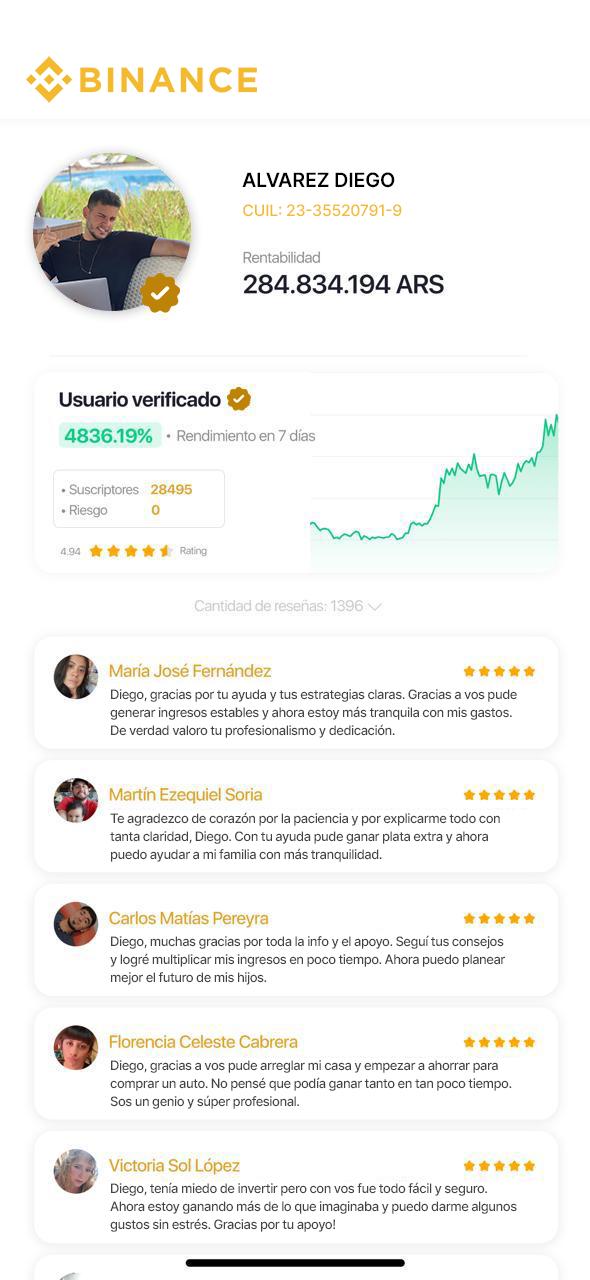 BINANCE
ALVAREZ DIEGO
CUIL: 23-35520791-9
Rentabilidad
284.834.194 ARS
Usuario verificado
4836.19% • Rendimiento en 7 días
• Suscriptores 28495
• Riesgo 0
4.94 Rating
Cantidad de reseñas: 1396
María José Fernández
Diego, gracias por tu ayuda y tus estrategias claras. Gracias a vos pude
generar ingresos estables y ahora estoy más tranquila con mis gastos.
De verdad valoro tu profesionalismo y dedicación.
Martín Ezequiel Soria
Te agradezco de corazón por la paciencia y por explicarme todo con
tanta claridad, Diego. Con tu ayuda pude ganar plata extra y ahora
puedo ayudar a mi familia con más tranquilidad.
Carlos Matías Pereyra
Diego, muchas gracias por toda la info y el apoyo. Seguí tus consejos
y logré multiplicar mis ingresos en poco tiempo. Ahora puedo planear
mejor el futuro de mis hijos.
Florencia Celeste Cabrera
Diego, gracias a vos pude arreglar mi casa y empezar a ahorrar para
comprar un auto. No pensé que podía ganar tanto en tan poco tiempo.
Sos un genio y súper profesional.
Victoria Sol López
Diego, tenía miedo de invertir pero con vos fue todo fácil y seguro.
Ahora estoy ganando más de lo que imaginaba y puedo darme algunos
gustos sin estrés. Gracias por tu apoyo!